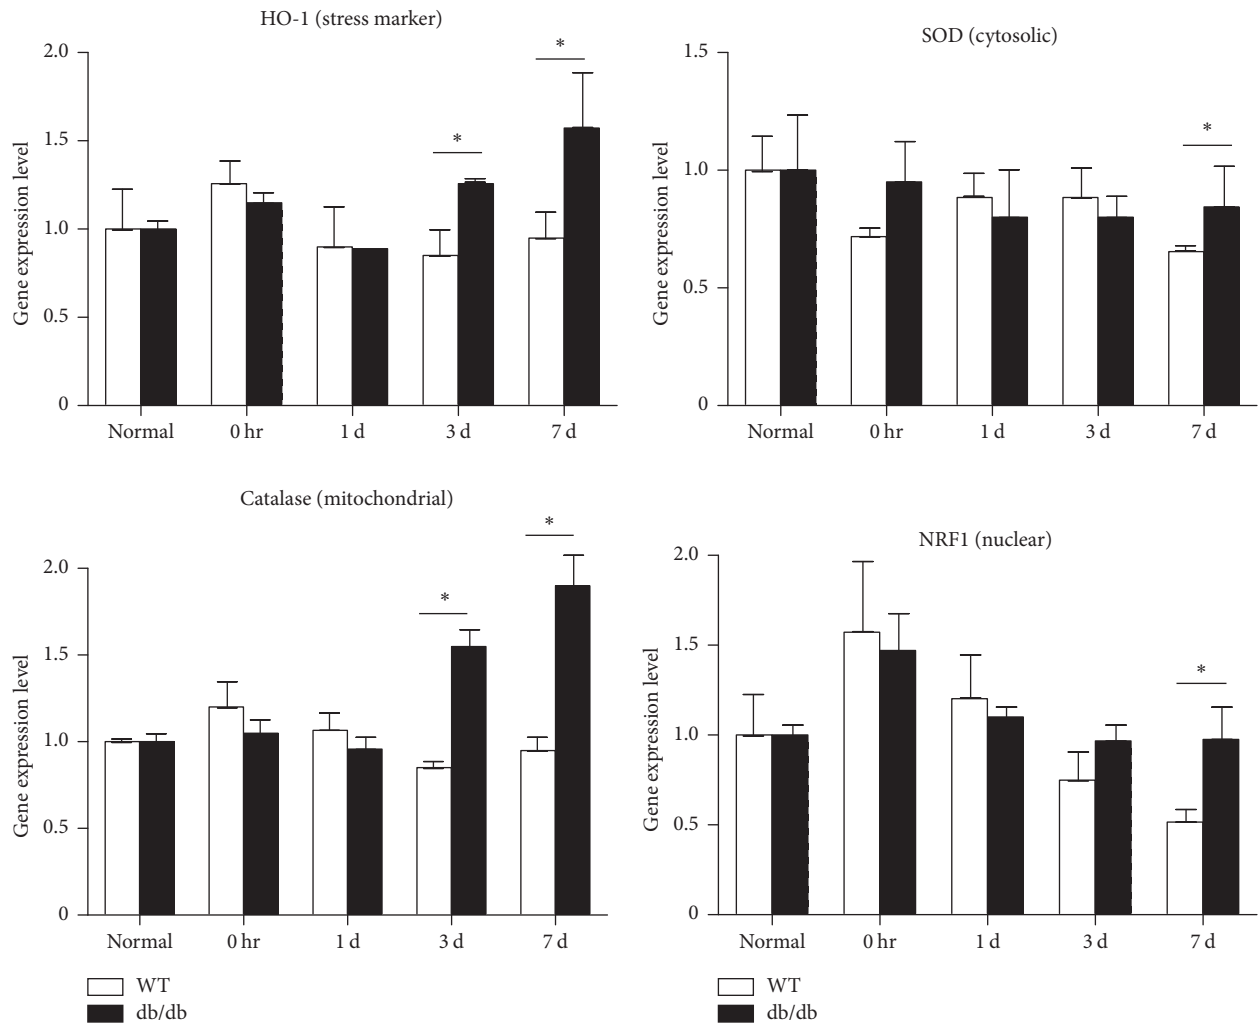 HO-1 (stress marker)
2.0
1.5
1.0
0.5
0
Gene expression level
*
*
Normal 0 hr 1 d 3 d 7 d
SOD (cytosolic)
1.5
1.0
0.5
0
Gene expression level
*
Normal 0 hr 1 d 3 d 7 d
Catalase (mitochondrial)
2.0
1.5
1.0
0.5
0
Gene expression level
*
*
Normal 0 hr 1 d 3 d 7 d
WT
db/db
NRF1 (nuclear)
2.0
1.5
1.0
0.5
0
Gene expression level
*
Normal 0 hr 1 d 3 d 7 d
WT
db/db